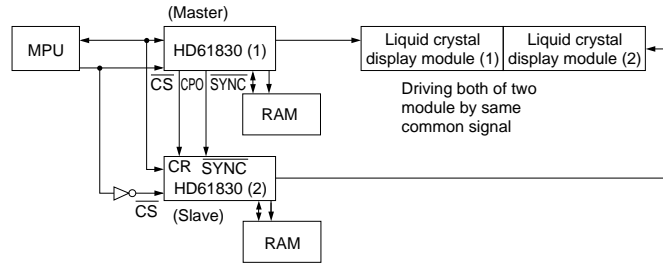 (Master)
MPU
HD61830 (1)
Liquid crystal
display module (1)
Liquid crystal
display module (2)
CS CPO SYNC
RAM
Driving both of two
module by same
common signal
CR SYNC
HD61830 (2)
CS
(Slave)
RAM